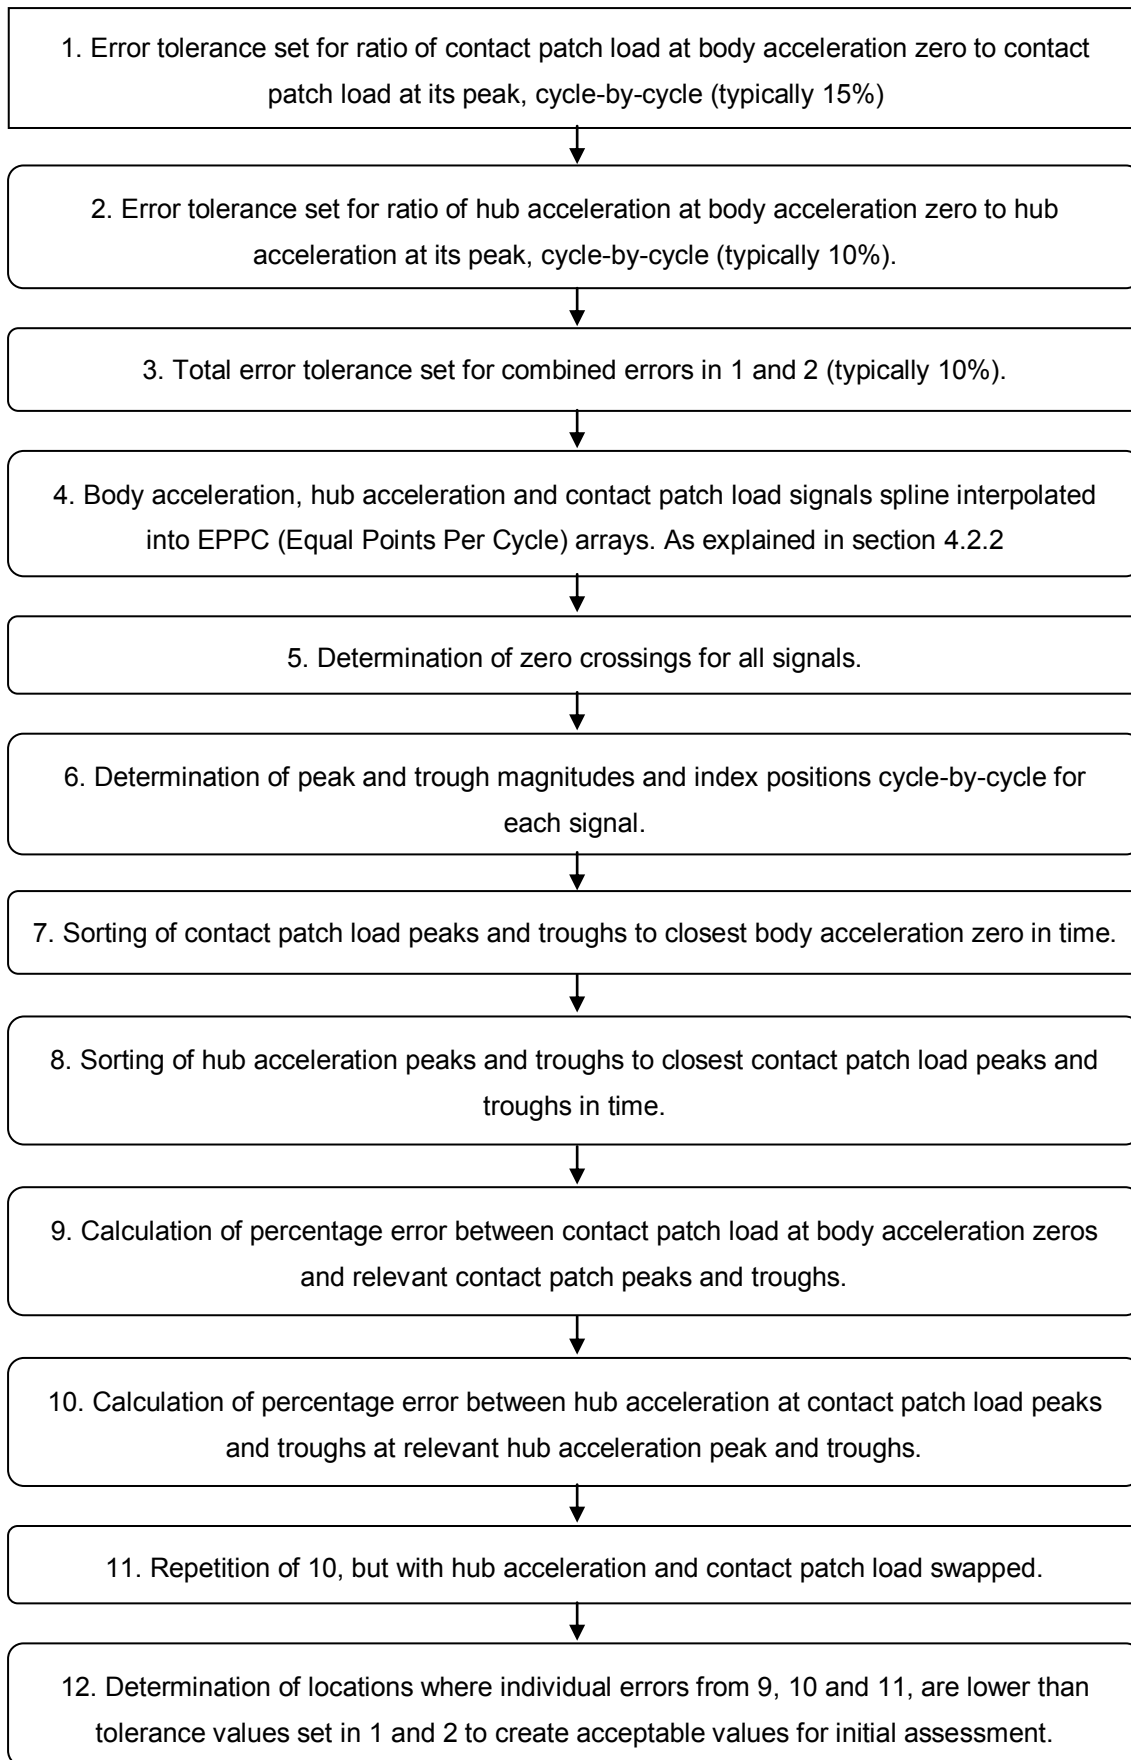 1. Error tolerance set for ratio of contact patch load at body acceleration zero to contact
patch load at its peak, cycle-by-cycle (typically 15%)
2. Error tolerance set for ratio of hub acceleration at body acceleration zero to hub
acceleration at its peak, cycle-by-cycle (typically 10%).
3. Total error tolerance set for combined errors in 1 and 2 (typically 10%).
4. Body acceleration, hub acceleration and contact patch load signals spline interpolated
into EPPC (Equal Points Per Cycle) arrays. As explained in section 4.2.2
5. Determination of zero crossings for all signals.
6. Determination of peak and trough magnitudes and index positions cycle-by-cycle for
each signal.
7. Sorting of contact patch load peaks and troughs to closest body acceleration zero in time.
8. Sorting of hub acceleration peaks and troughs to closest contact patch load peaks and
troughs in time.
9. Calculation of percentage error between contact patch load at body acceleration zeros
and relevant contact patch peaks and troughs.
10. Calculation of percentage error between hub acceleration at contact patch load peaks
and troughs at relevant hub acceleration peak and troughs.
11. Repetition of 10, but with hub acceleration and contact patch load swapped.
12. Determination of locations where individual errors from 9, 10 and 11, are lower than
tolerance values set in 1 and 2 to create acceptable values for initial assessment.